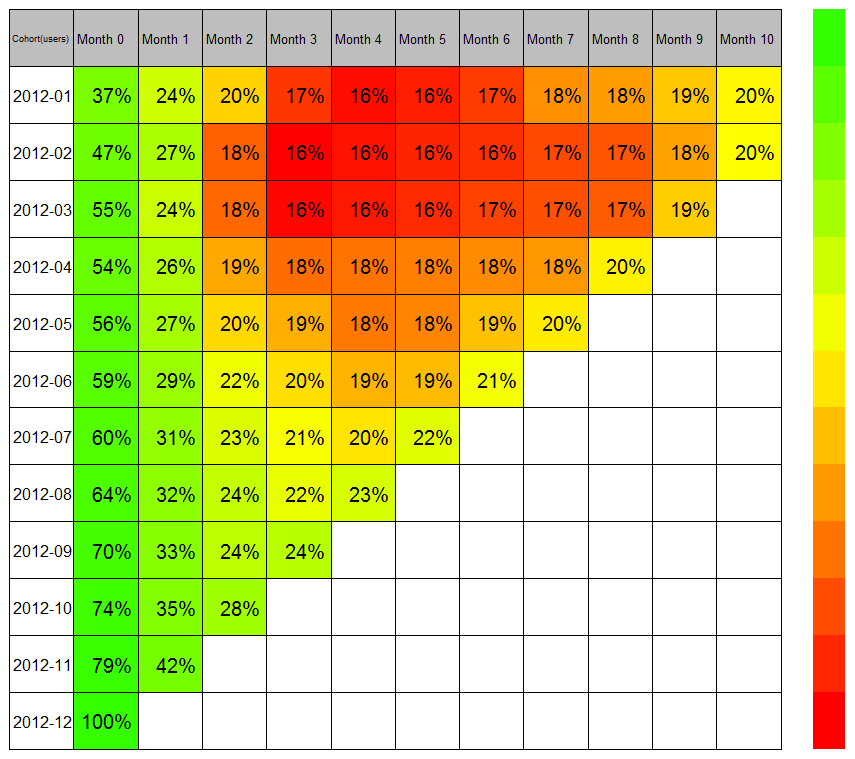 Cohort(users) Month 0 Month 1 Month 2 Month 3 Month 4 Month 5 Month 6 Month 7 Month 8 Month 9 Month 10
2012-01 37% 24% 20% 17% 16% 16% 17% 18% 18% 19% 20%
2012-02 47% 27% 18% 16% 16% 16% 16% 17% 17% 18% 20%
2012-03 55% 24% 18% 16% 16% 16% 17% 17% 17% 19%
2012-04 54% 26% 19% 18% 18% 18% 18% 18% 20%
2012-05 56% 27% 20% 19% 18% 18% 19% 20%
2012-06 59% 29% 22% 20% 19% 19% 21%
2012-07 60% 31% 23% 21% 20% 22%
2012-08 64% 32% 24% 22% 23%
2012-09 70% 33% 24% 24%
2012-10 74% 35% 28%
2012-11 79% 42%
2012-12 100%